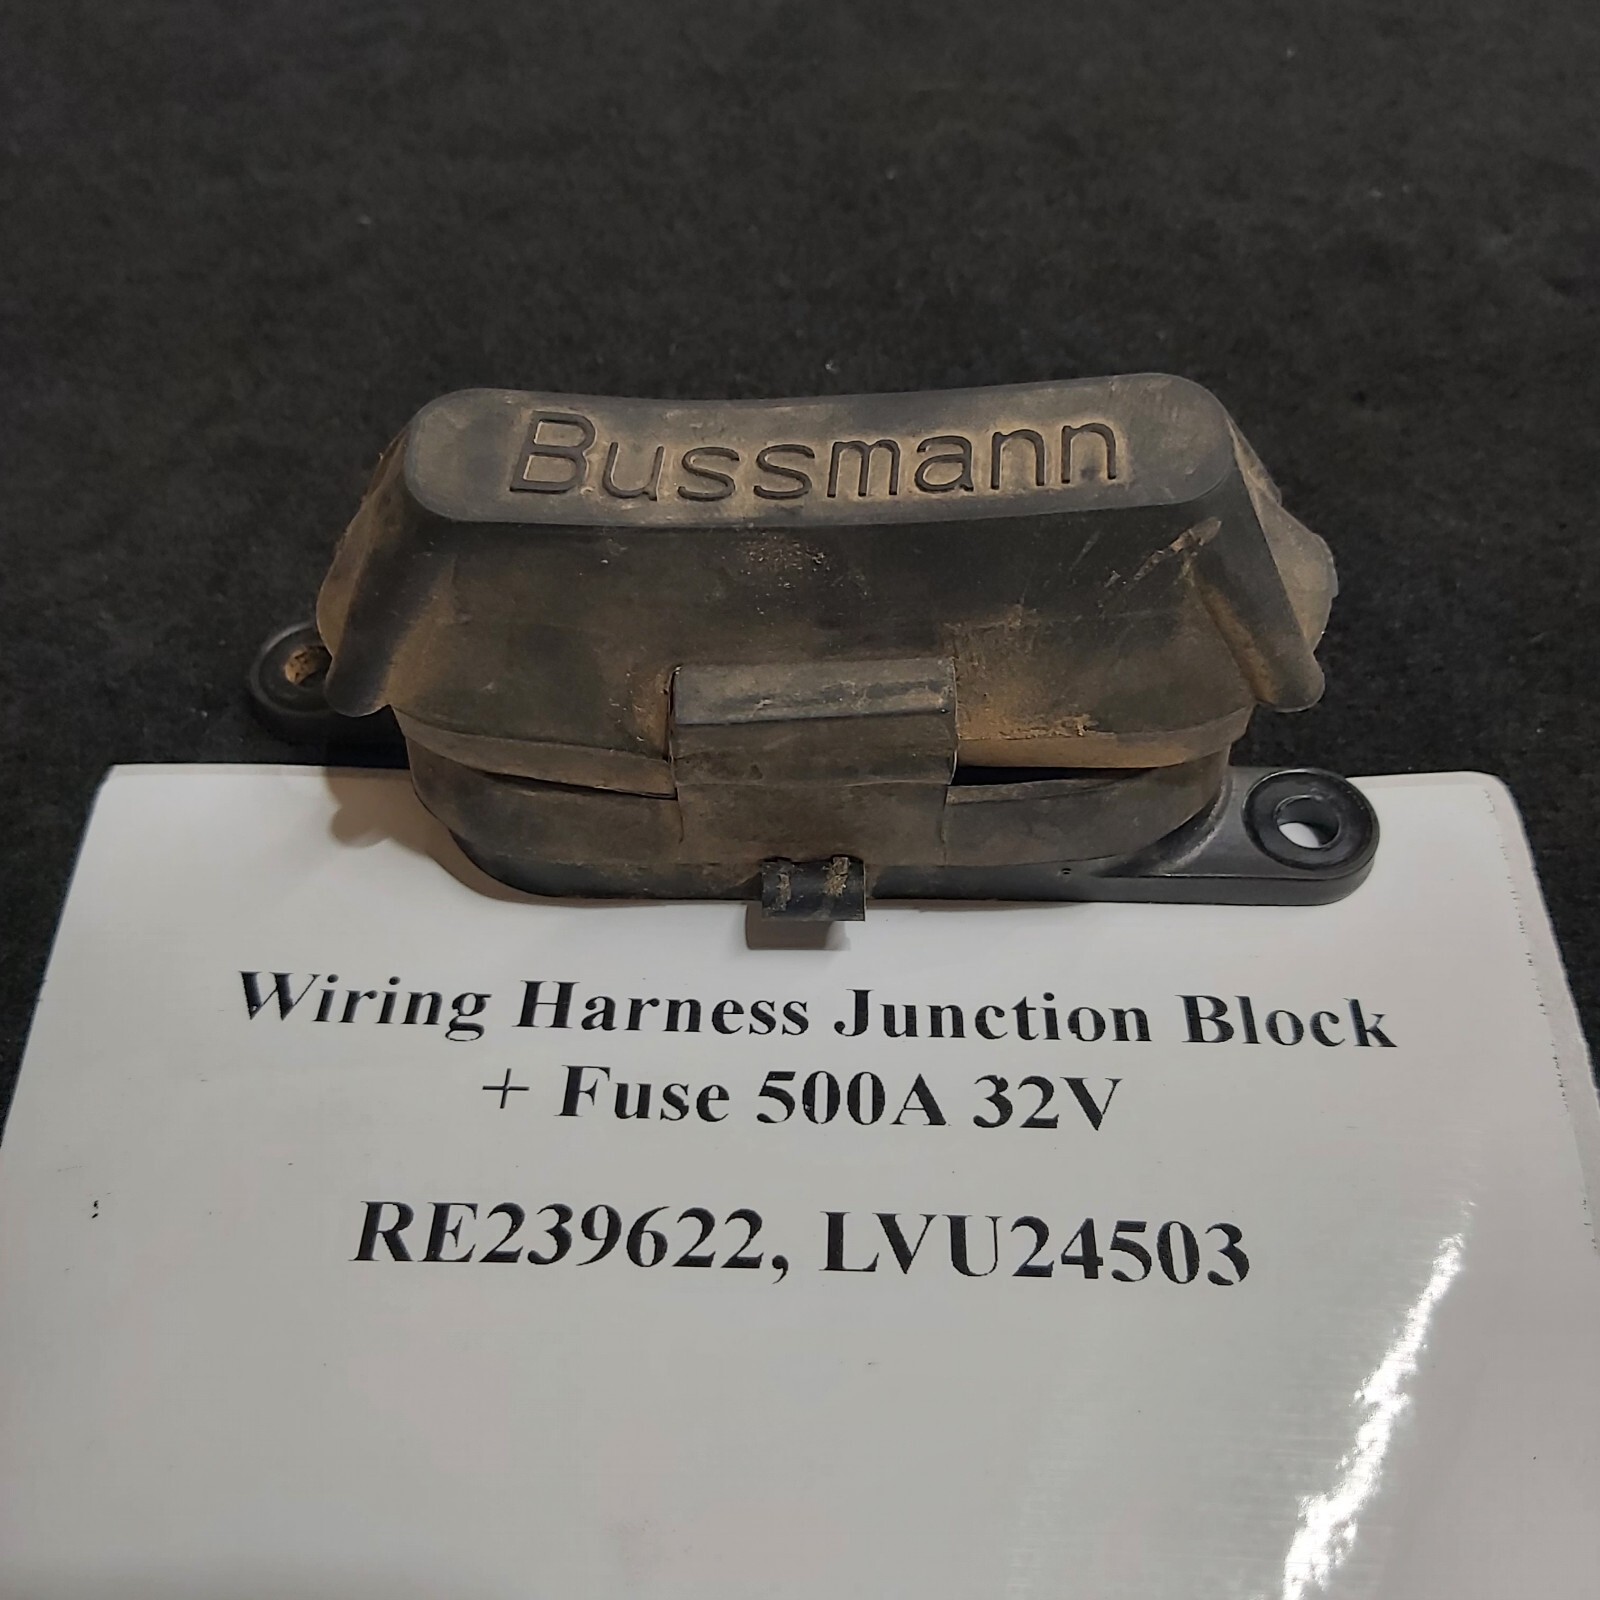 Bussmann
Wiring Harness Junction Block
+ Fuse 500A 32V
RE239622, LVU24503